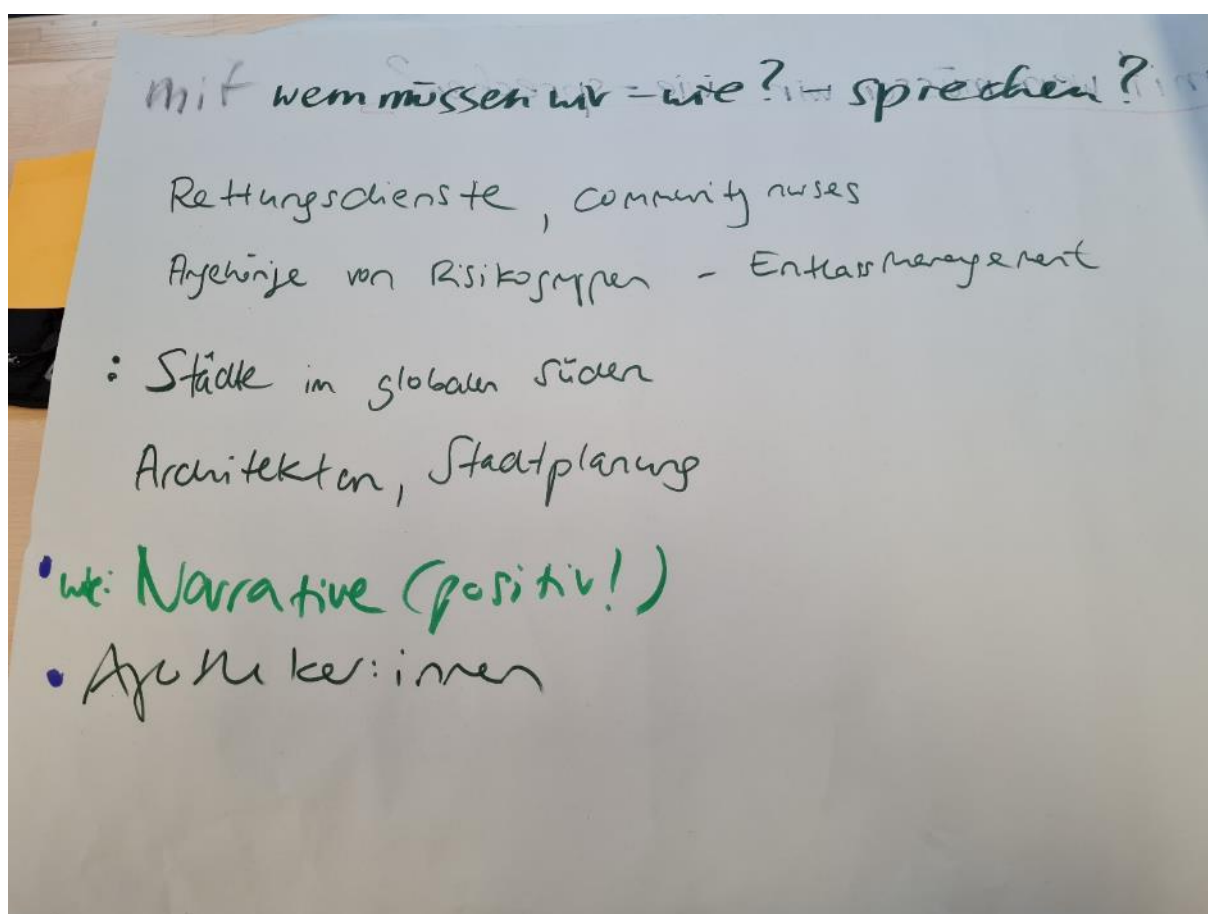 mit wem müssen wir - wie? - sprechen?
Rettungsdienste, community nurses
Angehörige von Risikogruppen - Entlassmanagement
: Städte im globalen Süden
Architekten, Stadtplanung
• wie: Narrative (positiv!)
• Apotheker:innen